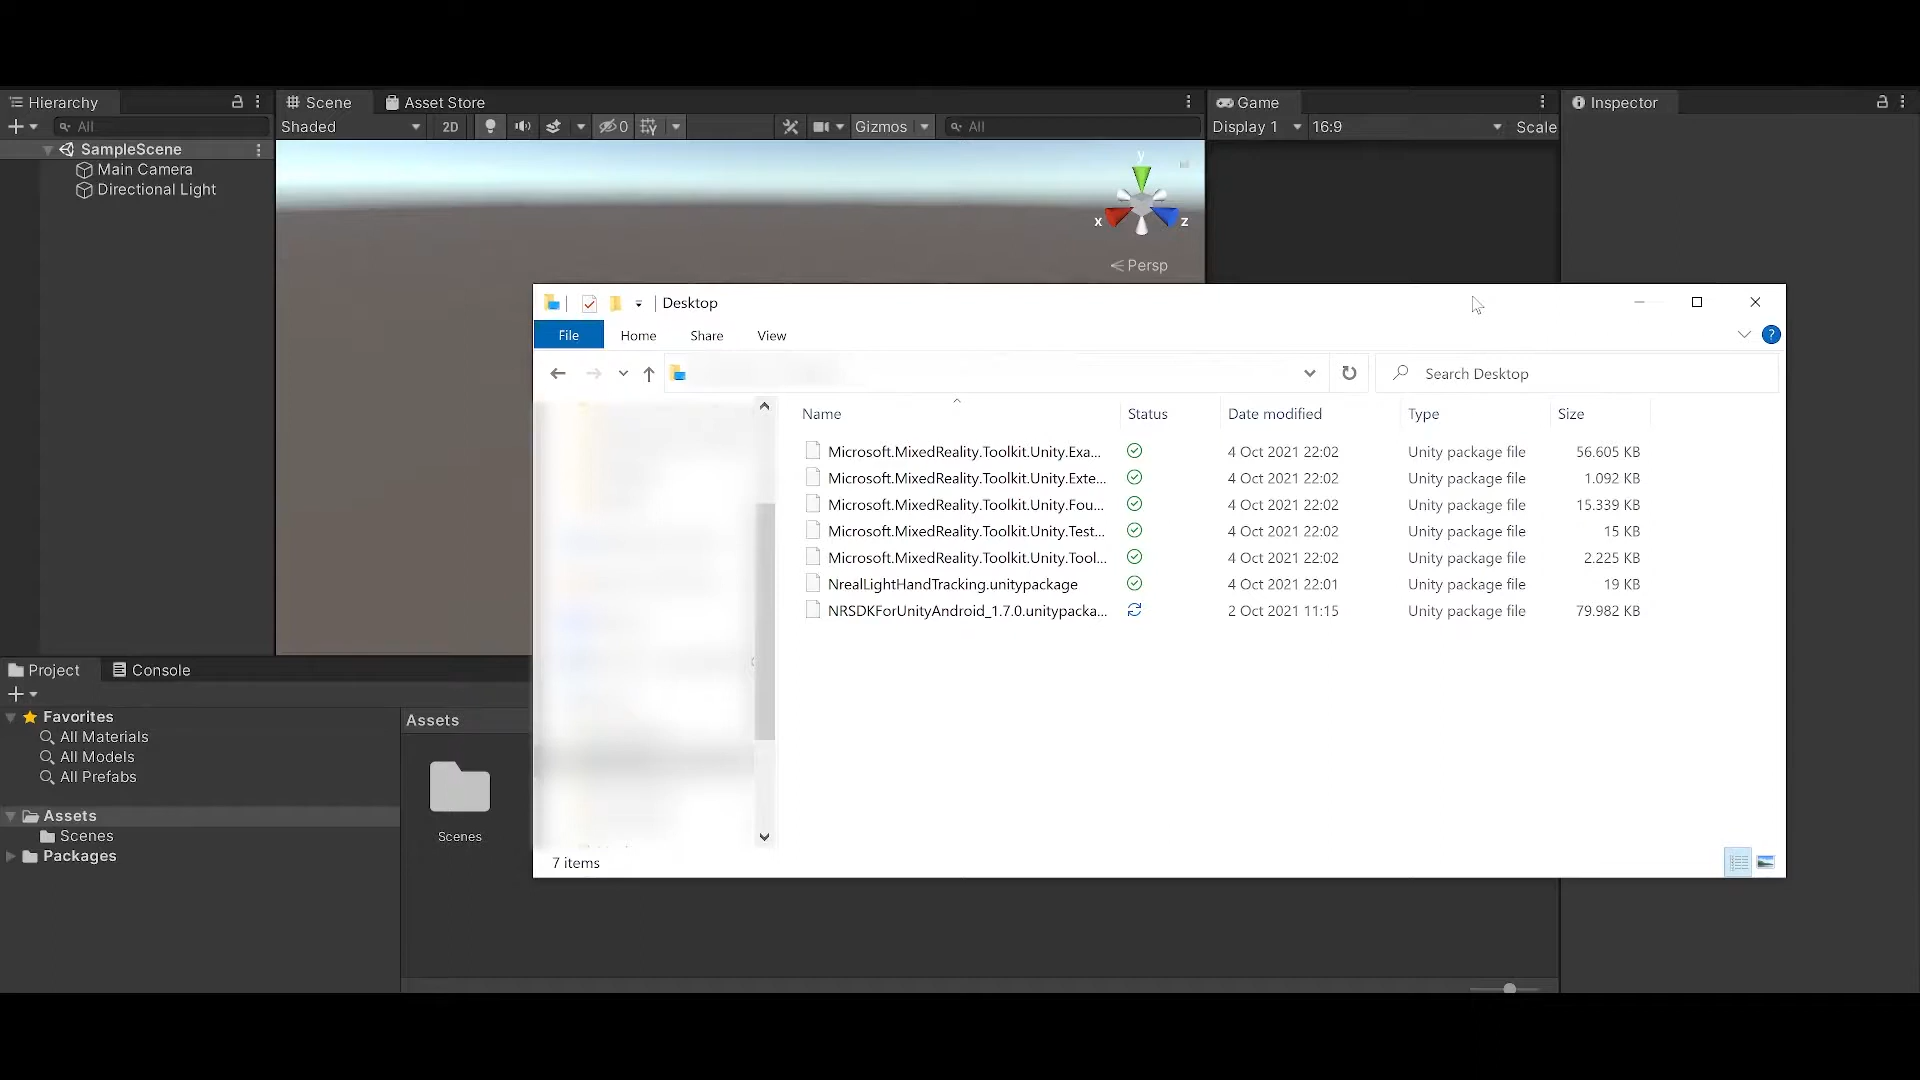 Hierarchy
All
SampleScene
Main Camera
Directional Light
Scene
Asset Store
Shaded
2D
0
Gizmos
All
y
x
z
Persp
Game
Display 1
16:9
Scale
Inspector
Desktop
File
Home
Share
View
?
Search Desktop
Name
Status
Date modified
Type
Size
Microsoft.MixedReality.Toolkit.Unity.Exa...
4 Oct 2021 22:02
Unity package file
56.605 KB
Microsoft.MixedReality.Toolkit.Unity.Exte...
4 Oct 2021 22:02
Unity package file
1.092 KB
Microsoft.MixedReality.Toolkit.Unity.Fou...
4 Oct 2021 22:02
Unity package file
15.339 KB
Microsoft.MixedReality.Toolkit.Unity.Test...
4 Oct 2021 22:02
Unity package file
15 KB
Microsoft.MixedReality.Toolkit.Unity.Tool...
4 Oct 2021 22:02
Unity package file
2.225 KB
NrealLightHandTracking.unitypackage
4 Oct 2021 22:01
Unity package file
19 KB
NRSDKForUnityAndroid_1.7.0.unitypacka...
2 Oct 2021 11:15
Unity package file
79.982 KB
7 items
Project
Console
Favorites
All Materials
All Models
All Prefabs
Assets
Scenes
Packages
Assets
Scenes